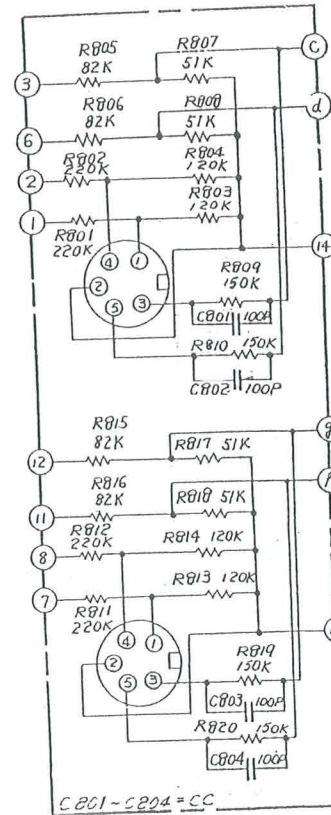 R805 R807
82K 51K
C
3
R806 R808
82K 51K
d
6
R802 R804
220K 120K
2
R803
120K
1
R801
220K
14
4 1
2
5 3
R809
150K
C801 100P
R810 150K
C802 100P
R815
82K
R817 51K
g
12
R816
82K
R818 51K
11
R812
220K
R814 120K
8
R813 120K
7
R811
220K
4 1
2
5 3
R819
150K
C803 100P
R820 150K
C804 100P
C801~C804=CC